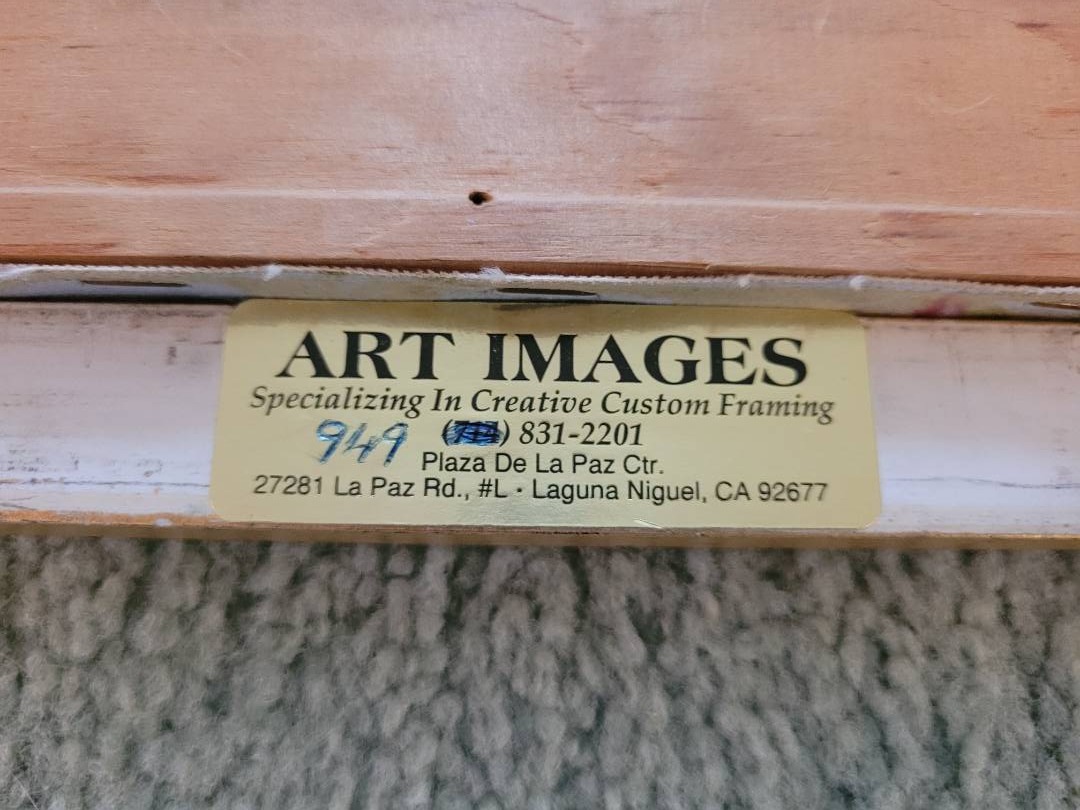 ART IMAGES
Specializing In Creative Custom Framing
949 (714) 831-2201
Plaza De La Paz Ctr.
27281 La Paz Rd., #L · Laguna Niguel, CA 92677